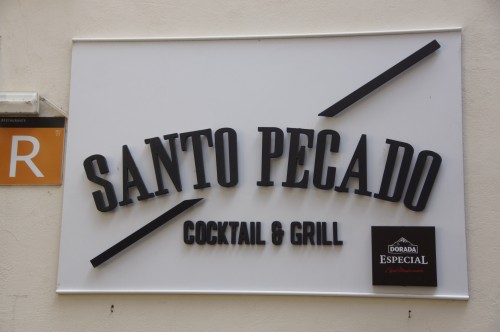 R
SANTO PECADO
COCKTAIL & GRILL
DORADA
ESPECIAL